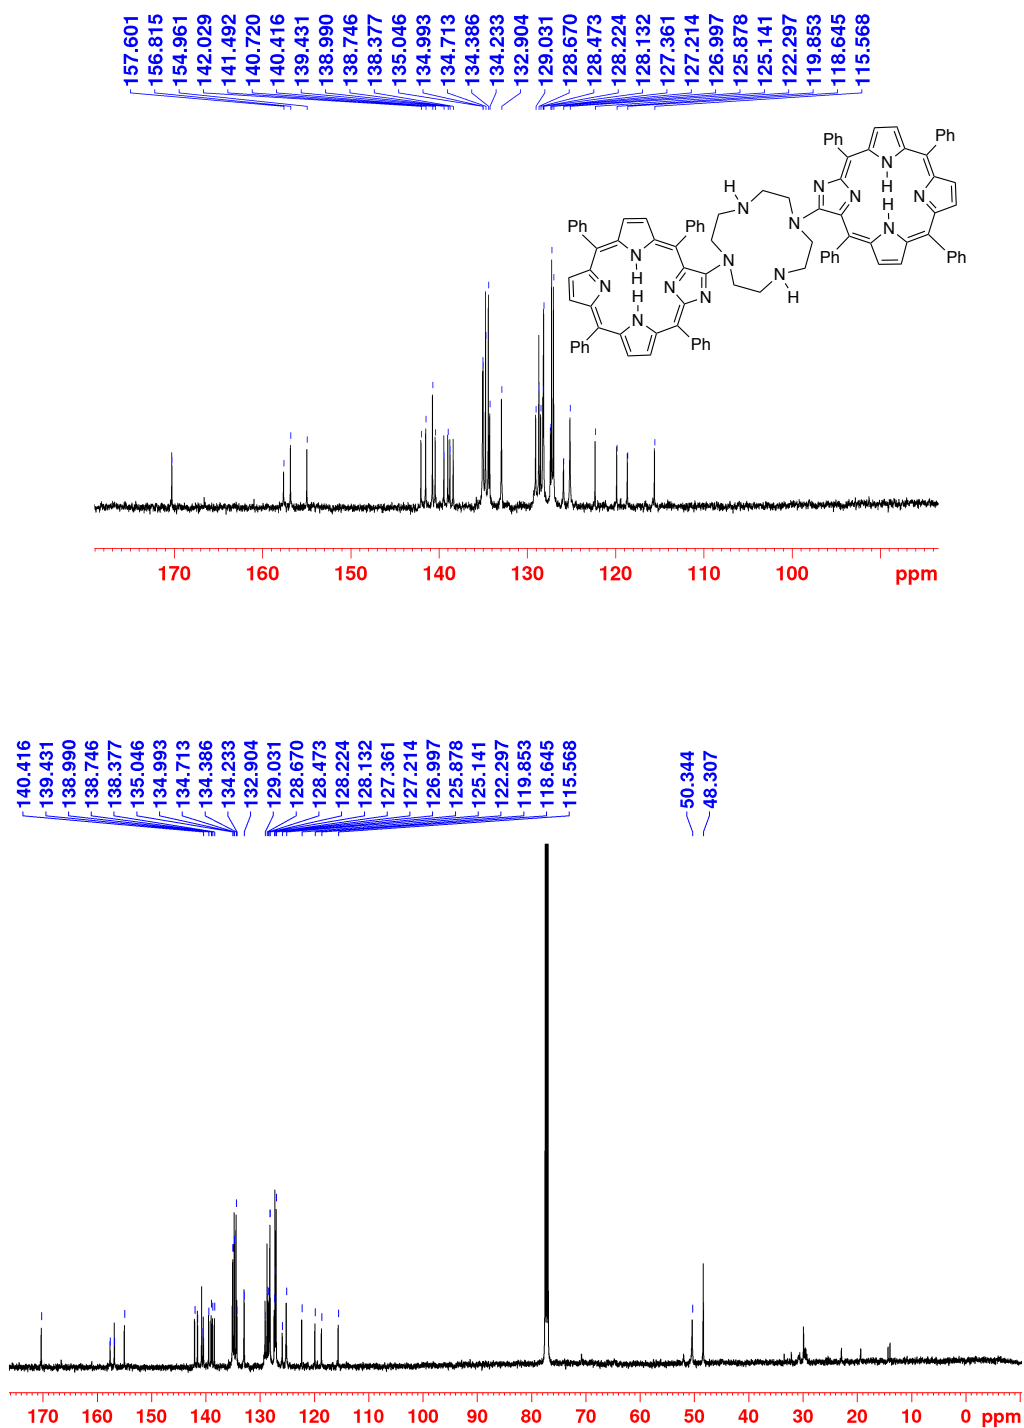 157.601
156.815
154.961
142.029
141.492
140.720
140.416
139.431
138.990
138.746
138.377
135.046
134.993
134.713
134.386
134.233
132.904
129.031
128.670
128.473
128.224
128.132
127.361
127.214
126.997
125.878
125.141
122.297
119.853
118.645
115.568
Ph Ph
N
H
N N
N
H
N
H
N
Ph Ph
N
Ph Ph
N
H
N
N
N
N
H
N
H
N
Ph Ph
170 160 150 140 130 120 110 100 ppm
140.416
139.431
138.990
138.746
138.377
135.046
134.993
134.713
134.386
134.233
132.904
129.031
128.670
128.473
128.224
128.132
127.361
127.214
126.997
125.878
125.141
122.297
119.853
118.645
115.568
50.344
48.307
170 160 150 140 130 120 110 100 90 80 70 60 50 40 30 20 10 0 ppm